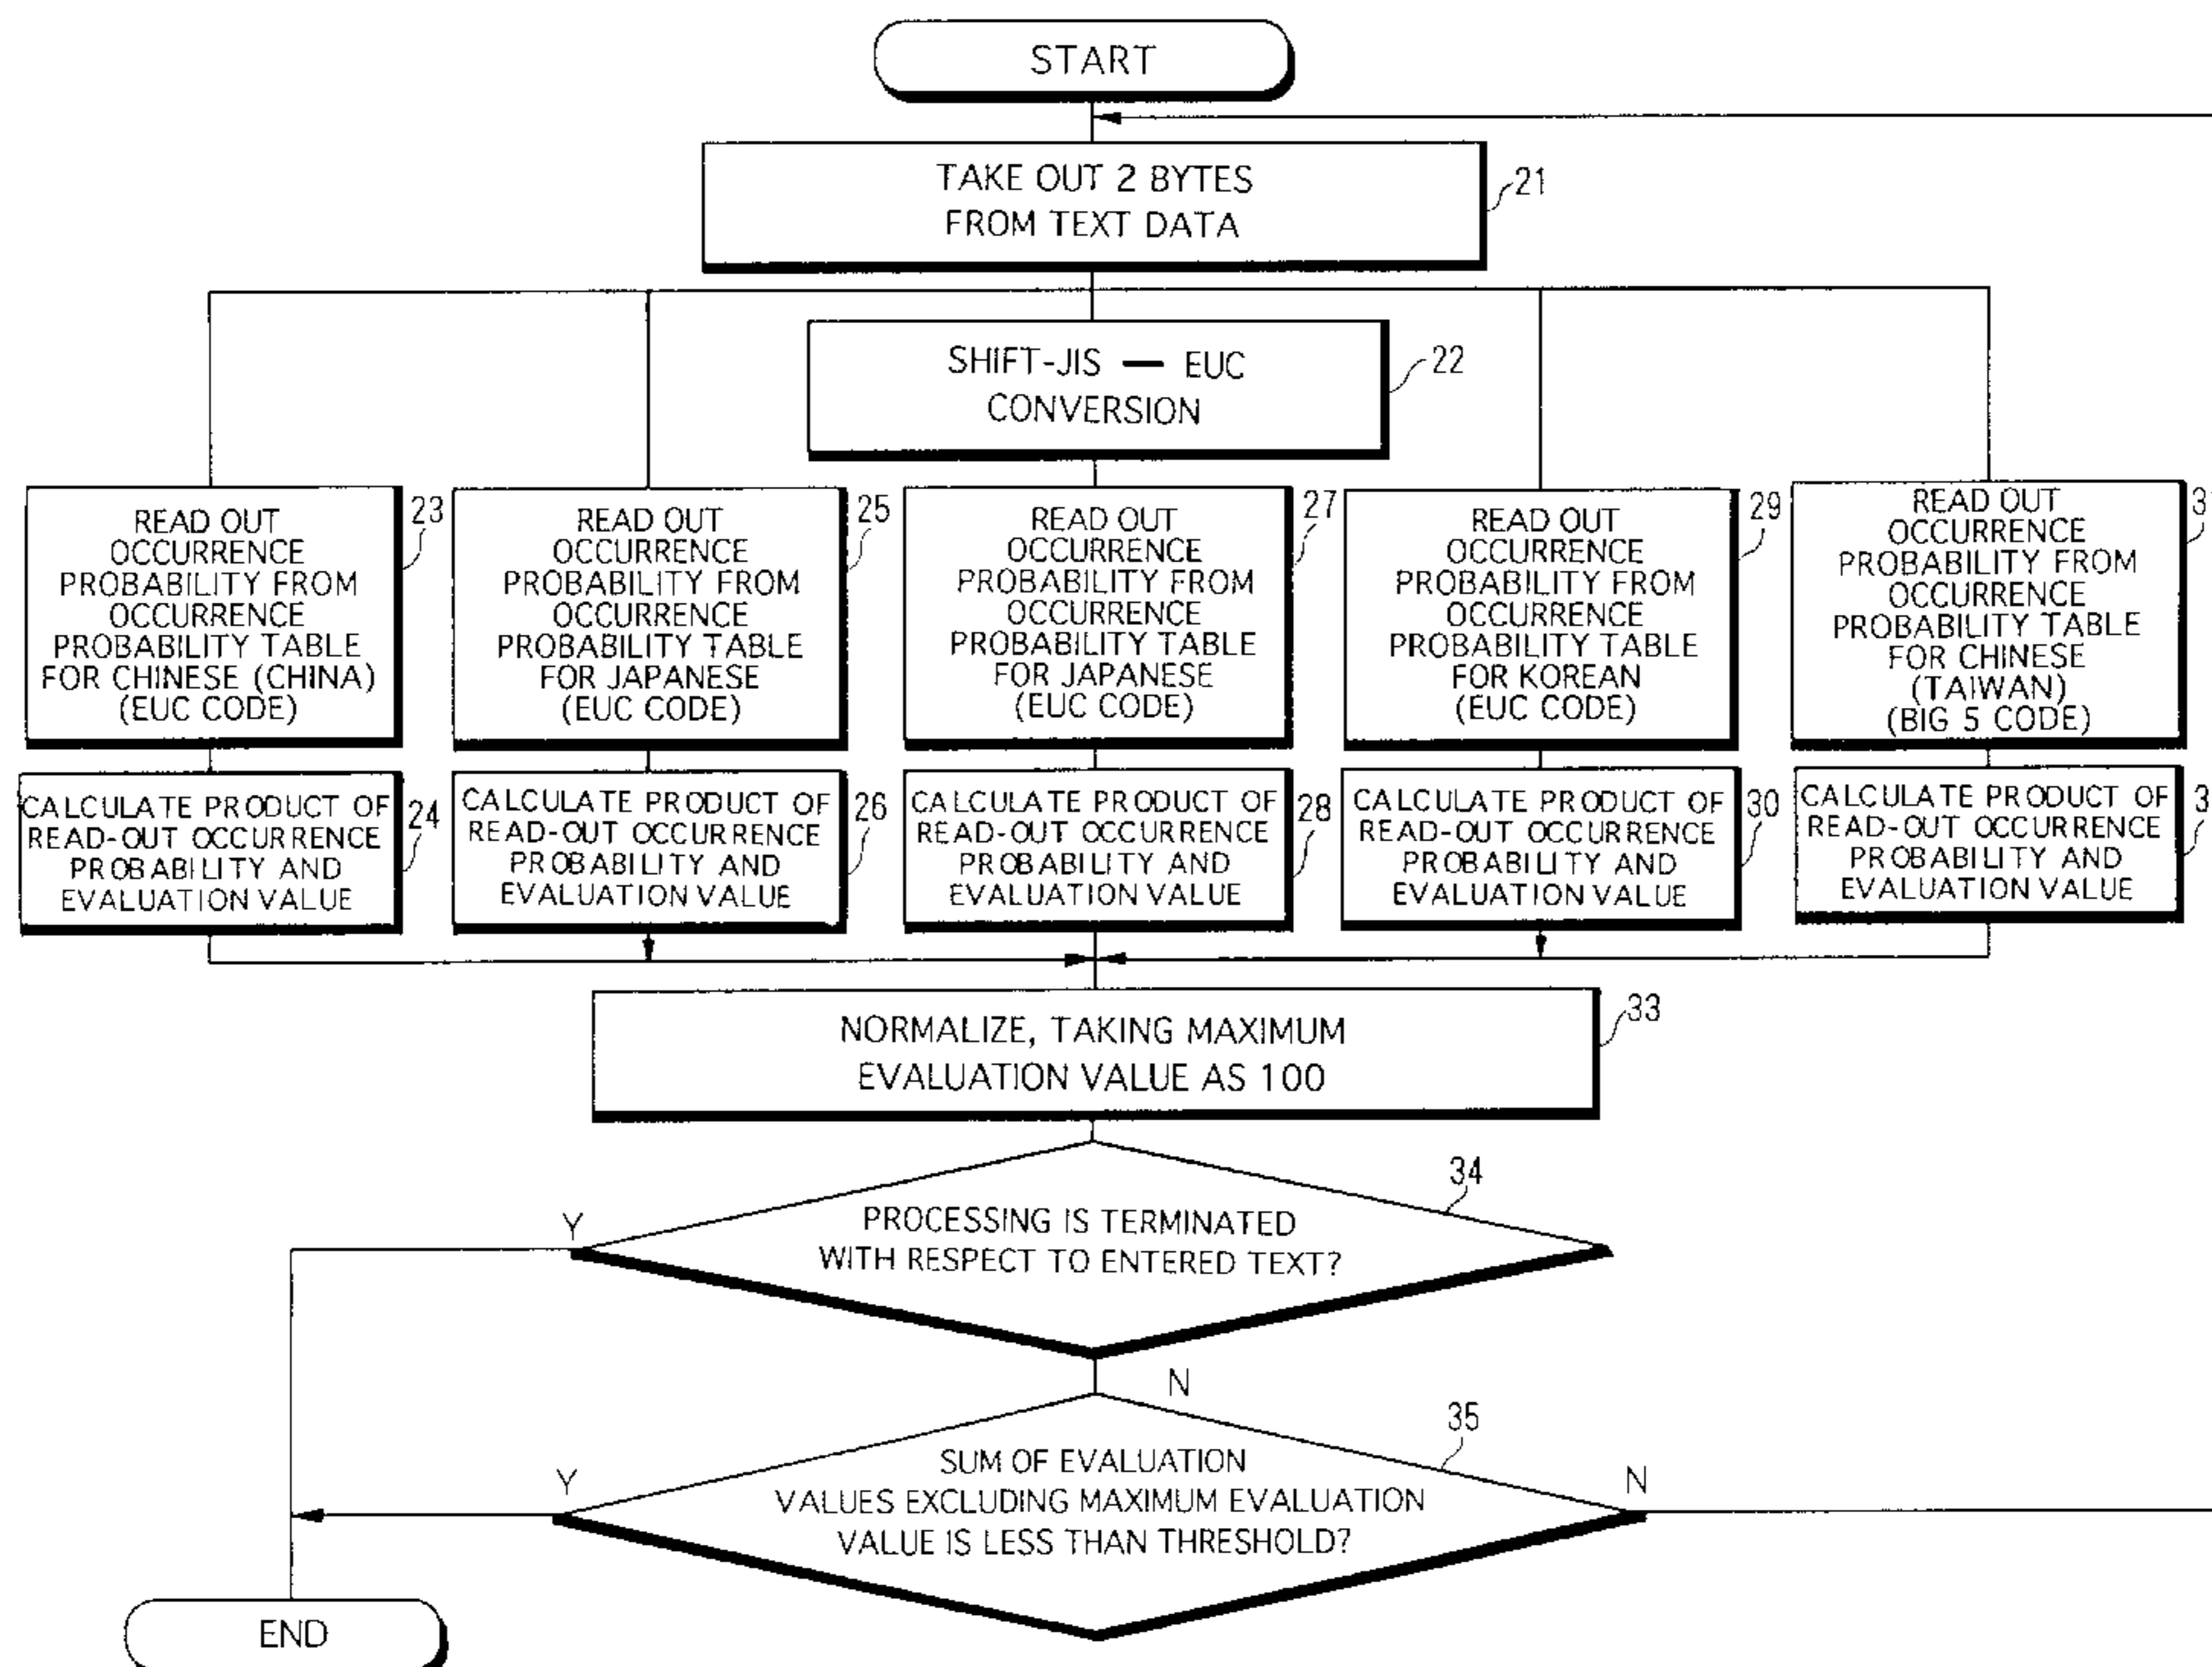 START
TAKE OUT 2 BYTES
FROM TEXT DATA
21
SHIFT-JIS — EUC
CONVERSION
22
READ OUT
OCCURRENCE
PROBABILITY FROM
OCCURRENCE
PROBABILITY TABLE
FOR CHINESE (CHINA)
(EUC CODE)
23
READ OUT
OCCURRENCE
PROBABILITY FROM
OCCURRENCE
PROBABILITY TABLE
FOR JAPANESE
(EUC CODE)
25
READ OUT
OCCURRENCE
PROBABILITY FROM
OCCURRENCE
PROBABILITY TABLE
FOR JAPANESE
(EUC CODE)
27
READ OUT
OCCURRENCE
PROBABILITY FROM
OCCURRENCE
PROBABILITY TABLE
FOR KOREAN
(EUC CODE)
29
READ OUT
OCCURRENCE
PROBABILITY FROM
OCCURRENCE
PROBABILITY TABLE
FOR CHINESE
(TAIWAN)
(BIG 5 CODE)
CALCULATE PRODUCT OF
READ-OUT OCCURRENCE
PROBABILITY AND
EVALUATION VALUE
24
CALCULATE PRODUCT OF
READ-OUT OCCURRENCE
PROBABILITY AND
EVALUATION VALUE
26
CALCULATE PRODUCT OF
READ-OUT OCCURRENCE
PROBABILITY AND
EVALUATION VALUE
28
CALCULATE PRODUCT OF
READ-OUT OCCURRENCE
PROBABILITY AND
EVALUATION VALUE
30
CALCULATE PRODUCT OF
READ-OUT OCCURRENCE
PROBABILITY AND
EVALUATION VALUE
NORMALIZE, TAKING MAXIMUM
EVALUATION VALUE AS 100
33
34
Y
PROCESSING IS TERMINATED
WITH RESPECT TO ENTERED TEXT?
N
35
Y
SUM OF EVALUATION
VALUES EXCLUDING MAXIMUM EVALUATION
VALUE IS LESS THAN THRESHOLD?
N
END